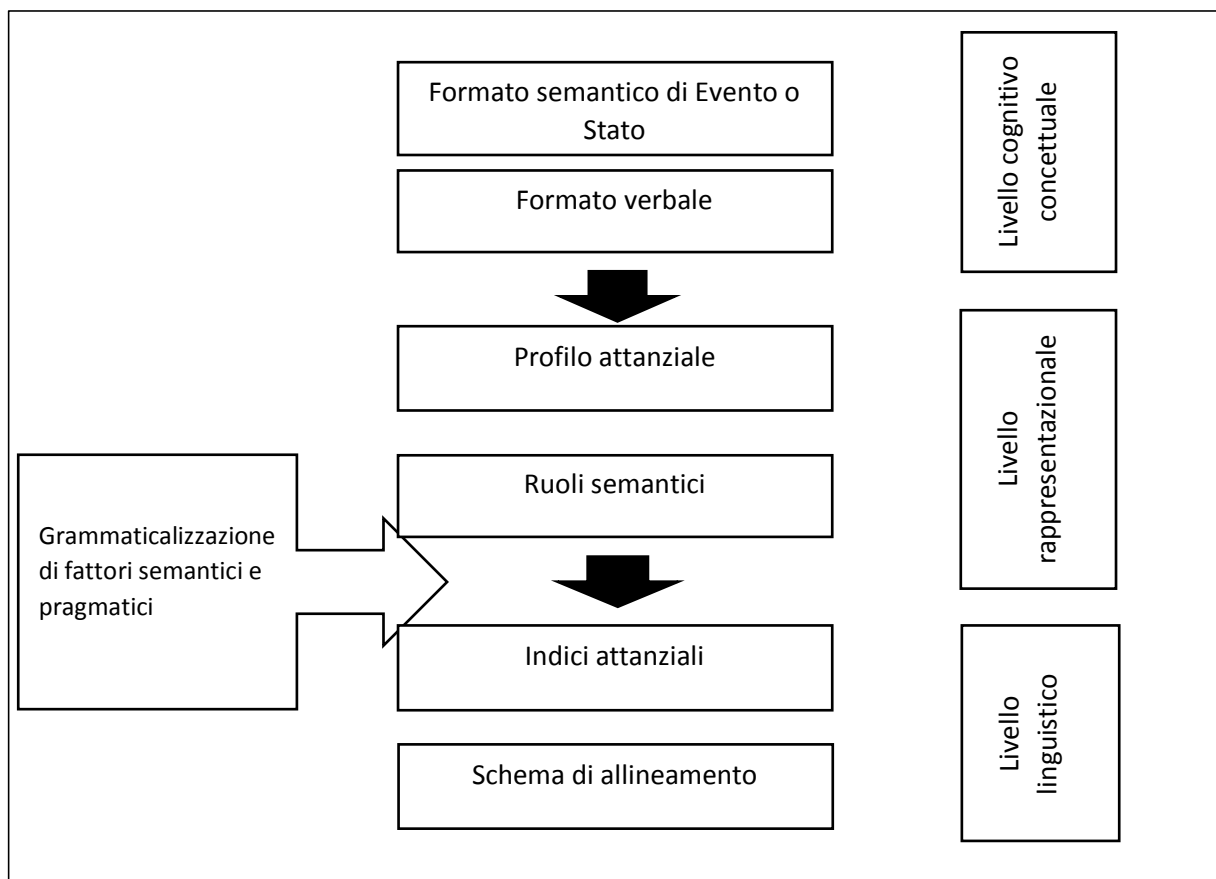 Formato semantico di Evento o
Stato
Formato verbale
Livello cognitivo
concettuale
Profilo attanziale
Ruoli semantici
Livello
rappresentazionale
Grammaticalizzazione
di fattori semantici e
pragmatici
Indici attanziali
Schema di allineamento
Livello
linguistico